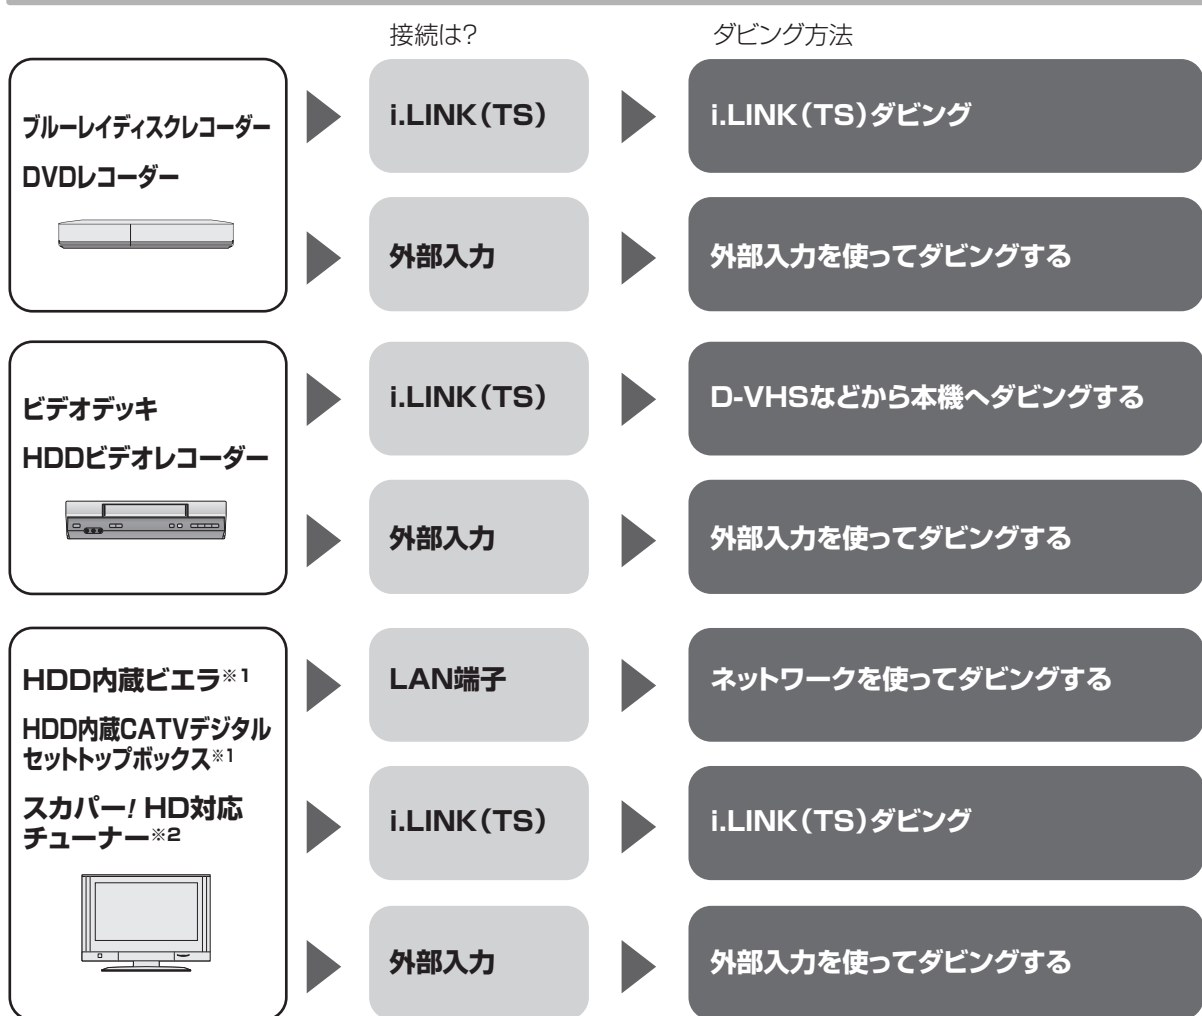 接続は?
ダビング方法
ブルーレイディスクレコーダー
DVDレコーダー
i.LINK(TS)
i.LINK(TS)ダビング
外部入力
外部入力を使ってダビングする
ビデオデッキ
HDDビデオレコーダー
i.LINK(TS)
D-VHSなどから本機へダビングする
外部入力
外部入力を使ってダビングする
HDD内蔵ビエラ※1
HDD内蔵CATVデジタル
セットトップボックス※1
スカパー! HD対応
チューナー※2
LAN端子
ネットワークを使ってダビングする
i.LINK(TS)
i.LINK(TS)ダビング
外部入力
外部入力を使ってダビングする